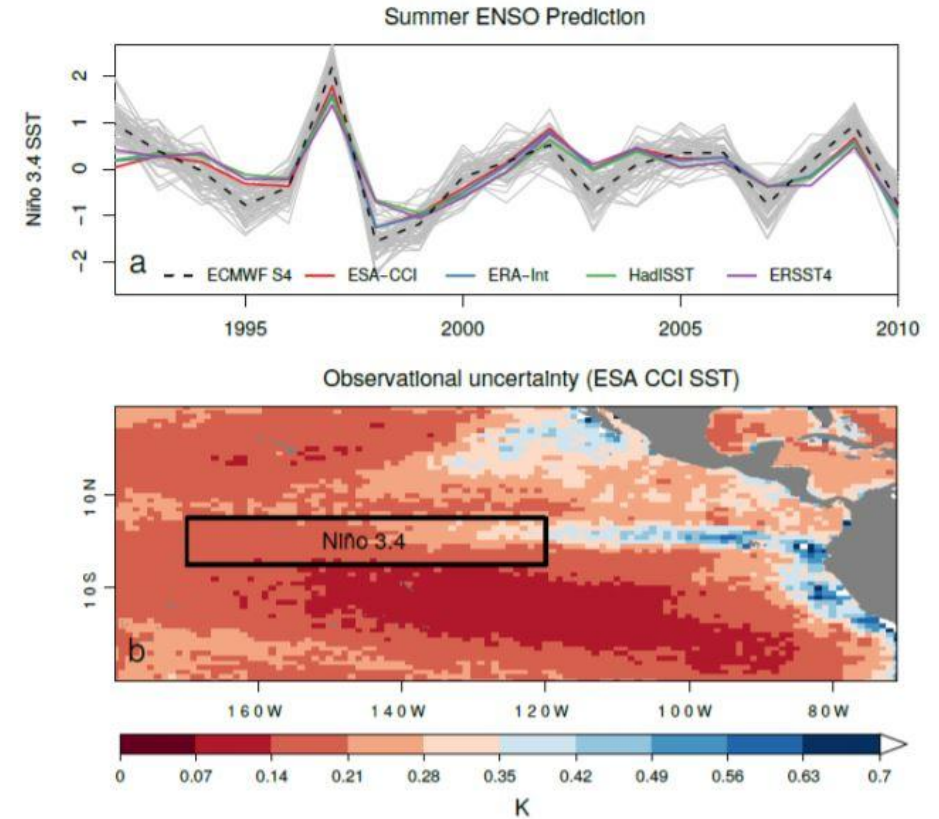 Summer ENSO Prediction
Niño 3.4 SST
2
1
0
−1
−2
a
ECMWF S4 ESA−CCI ERA−Int HadISST ERSST4
1995 2000 2005 2010
Observational uncertainty (ESA CCI SST)
10N
10S
Niño 3.4
b
160W 140W 120W 100W 80W
0 0.07 0.14 0.21 0.28 0.35 0.42 0.49 0.56 0.63 0.7
K